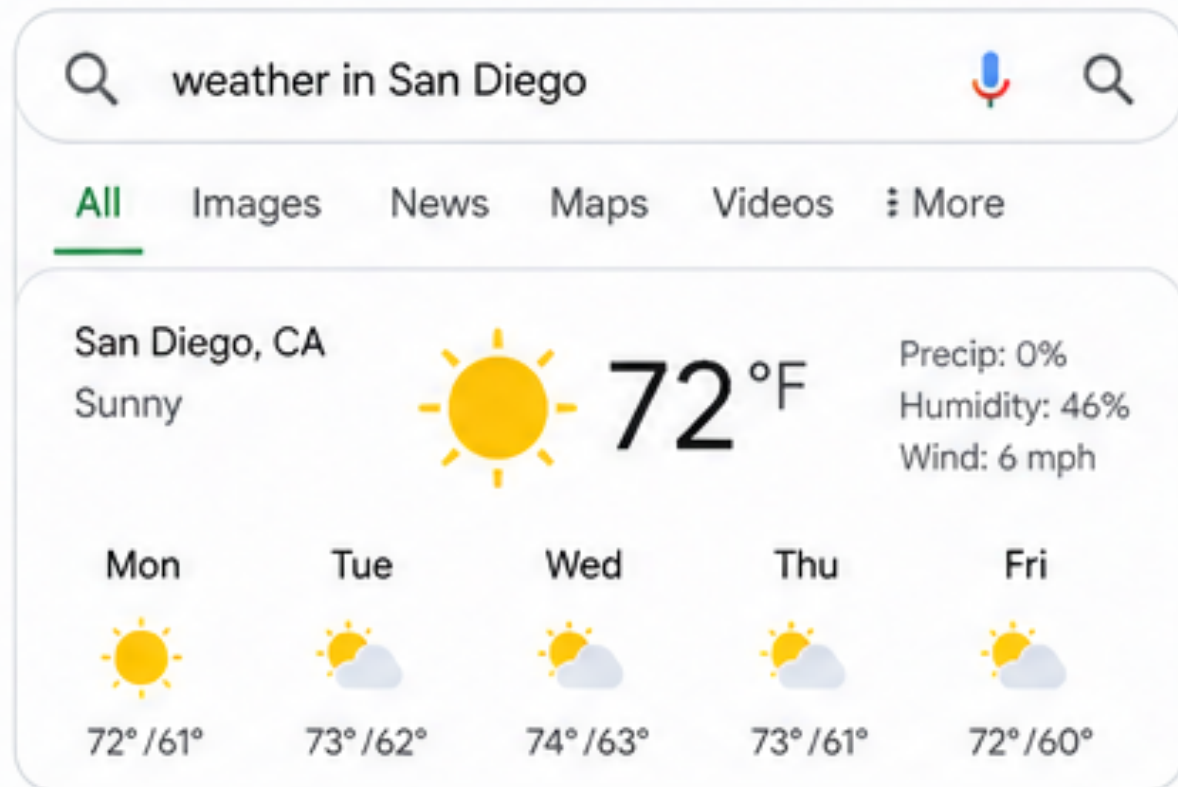 weather in San Diego
All Images News Maps Videos More
San Diego, CA
Sunny
72 °F
Precip: 0%
Humidity: 46%
Wind: 6 mph
Mon Tue Wed Thu Fri
72°/61° 73°/62° 74°/63° 73°/61° 72°/60°